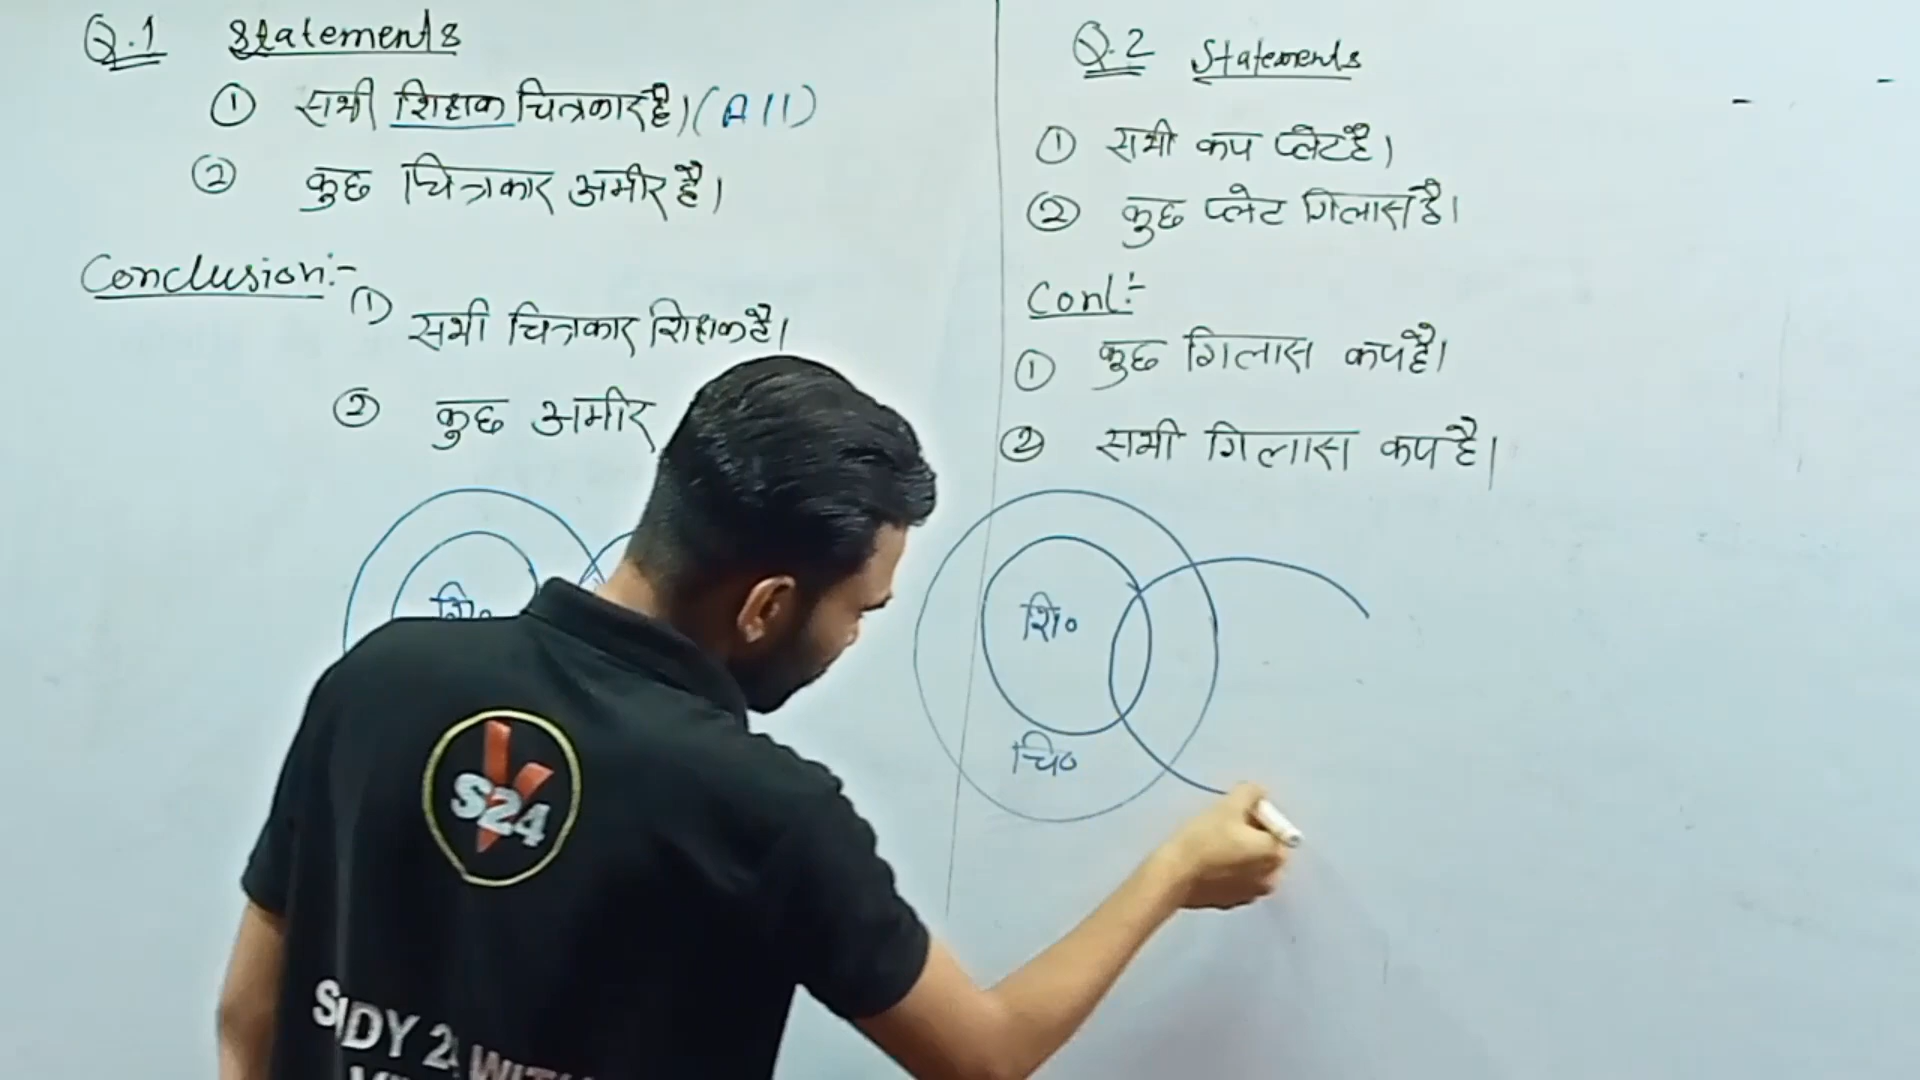 Q.1 Statements
① सभी शिक्षक चित्रकार है। (All)
② कुछ चित्रकार अमीर है।
Conclusion:-
① सभी चित्रकार शिक्षक है।
② कुछ अमीर
शि०
Q.2 Statements
① सभी कप प्लेट है।
② कुछ प्लेट गिलास है।
Conl:-
① कुछ गिलास कप है।
② सभी गिलास कप है।
शि०
चि०
VS24